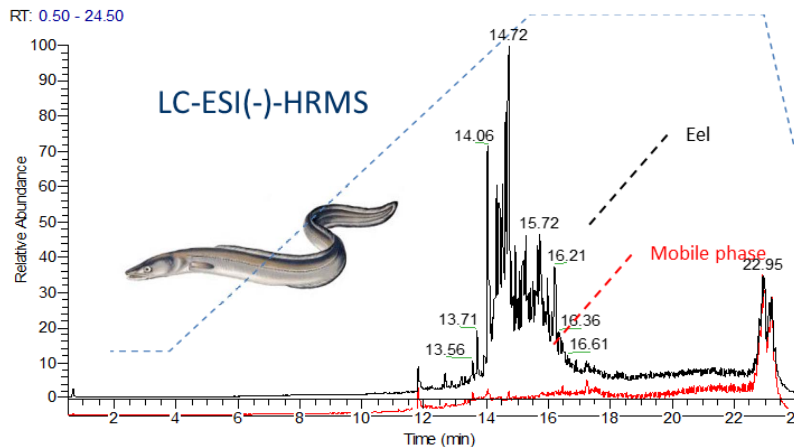 RT: 0.50 - 24.50
14.72
100
90
LC-ESI(-)-HRMS
80
14.06
Eel
70
60
Relative Abundance
50
15.72
16.21
Mobile phase
22.95
40
30
13.71
16.36
20
13.56
16.61
10
0
2 4 6 8 10 12 14 16 18 20 22 2
Time (min)